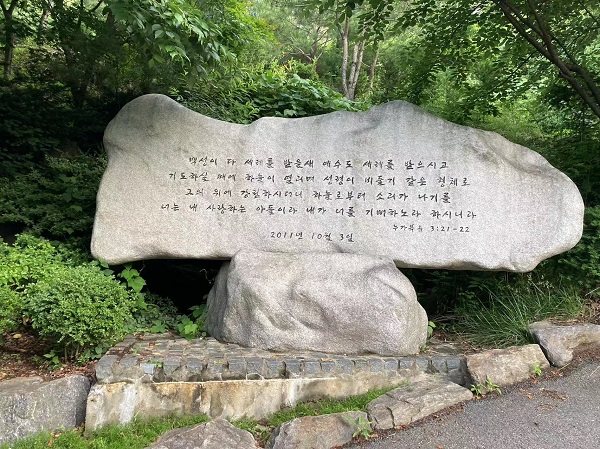 백성이 다 세례를 받을새 예수도 세례를 받으시고
기도하실 때에 하늘이 열리며 성령이 비둘기 같은 형체로
그의 위에 강림하시더니 하늘로부터 소리가 나기를
너는 내 사랑하는 아들이라 내가 너를 기뻐하노라 하시니라
누가복음 3:21-22
2011년 10월 3일